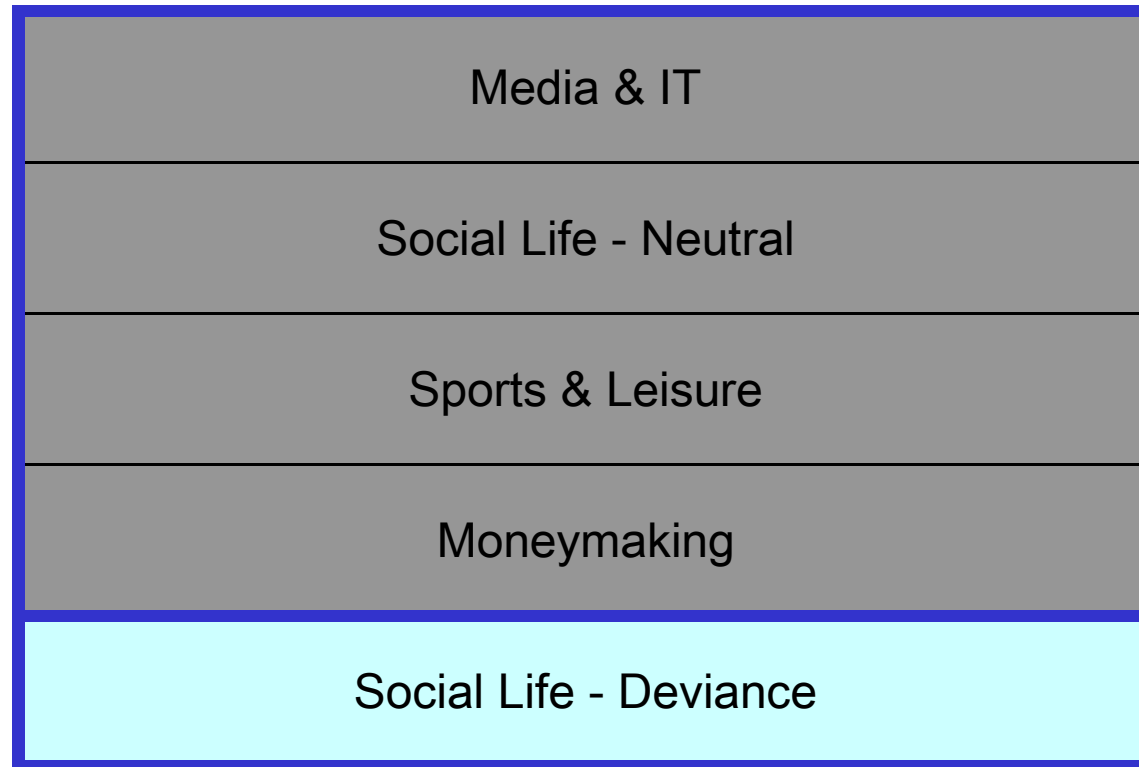 Media & IT
Social Life - Neutral
Sports & Leisure
Moneymaking
Social Life - Deviance